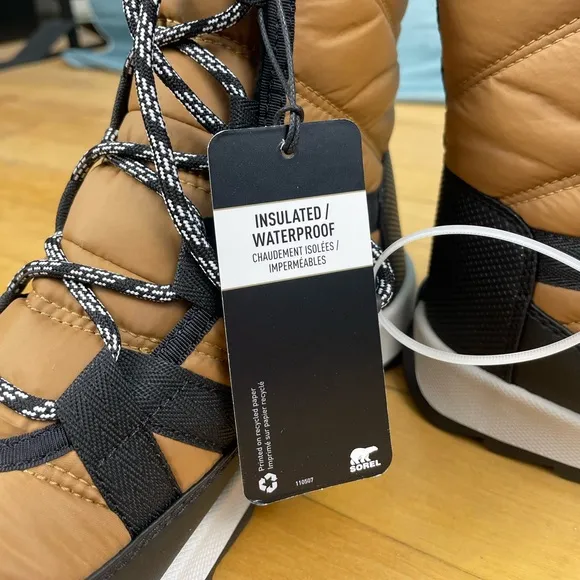 INSULATED /
WATERPROOF
CHAUDEMENT ISOLÉES /
IMPERMÉABLES
Printed on recycled paper
Imprimé sur papier recyclé
110507
SOREL